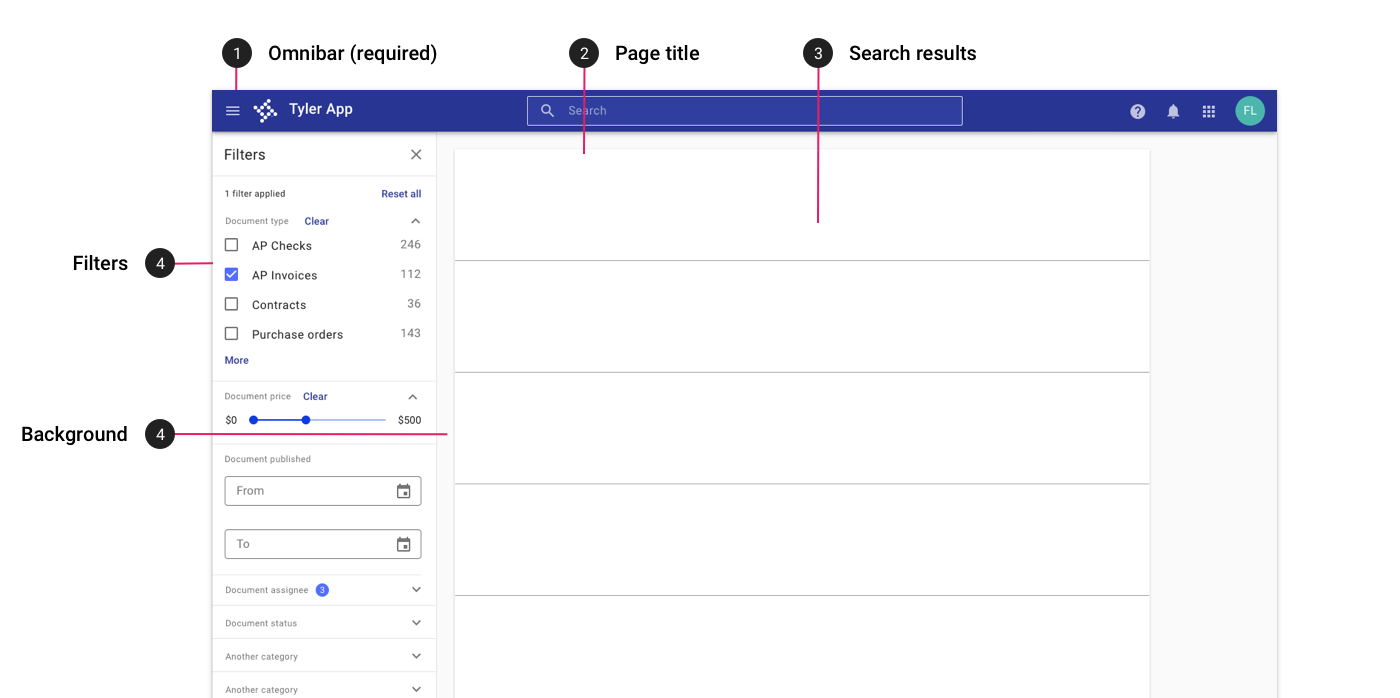 1 Omnibar (required)
2 Page title
3 Search results
Tyler App
Search
FL
Filters
1 filter applied
Reset all
Document type Clear
AP Checks 246
Filters 4
AP Invoices 112
Contracts 36
Purchase orders 143
More
Document price Clear
$0 $500
Background 4
Document published
From
To
Document assignee 3
Document status
Another category
Another category